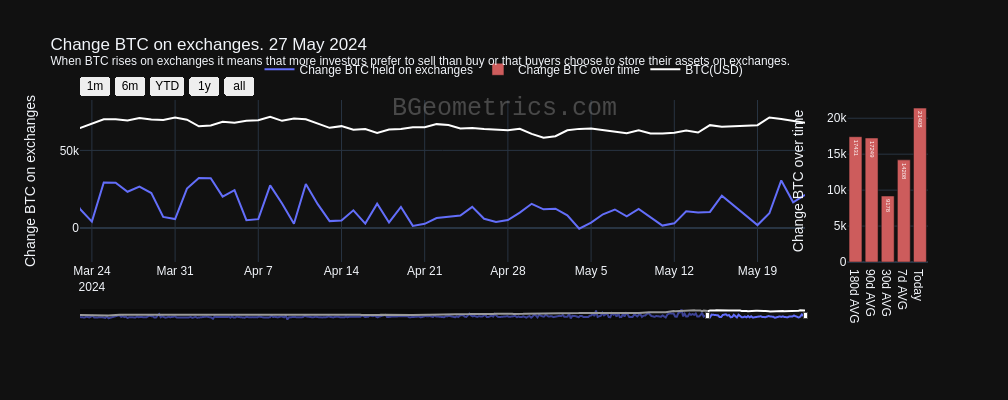 Change BTC on exchanges. 27 May 2024
When BTC rises on exchanges it means that more investors prefer to sell than buy or that buyers choose to store their assets on exchanges.
Change BTC held on exchanges Change BTC over time BTC(USD)
1m 6m YTD 1y all
BGeometrics.com
Change BTC on exchanges
50k
0
Mar 24 Mar 31 Apr 7 Apr 14 Apr 21 Apr 28 May 5 May 12 May 19
2024
Change BTC over time
20k
15k
10k
5k
0
17249
14208
9178
21408
180d AVG
90d AVG
30d AVG
7d AVG
Today